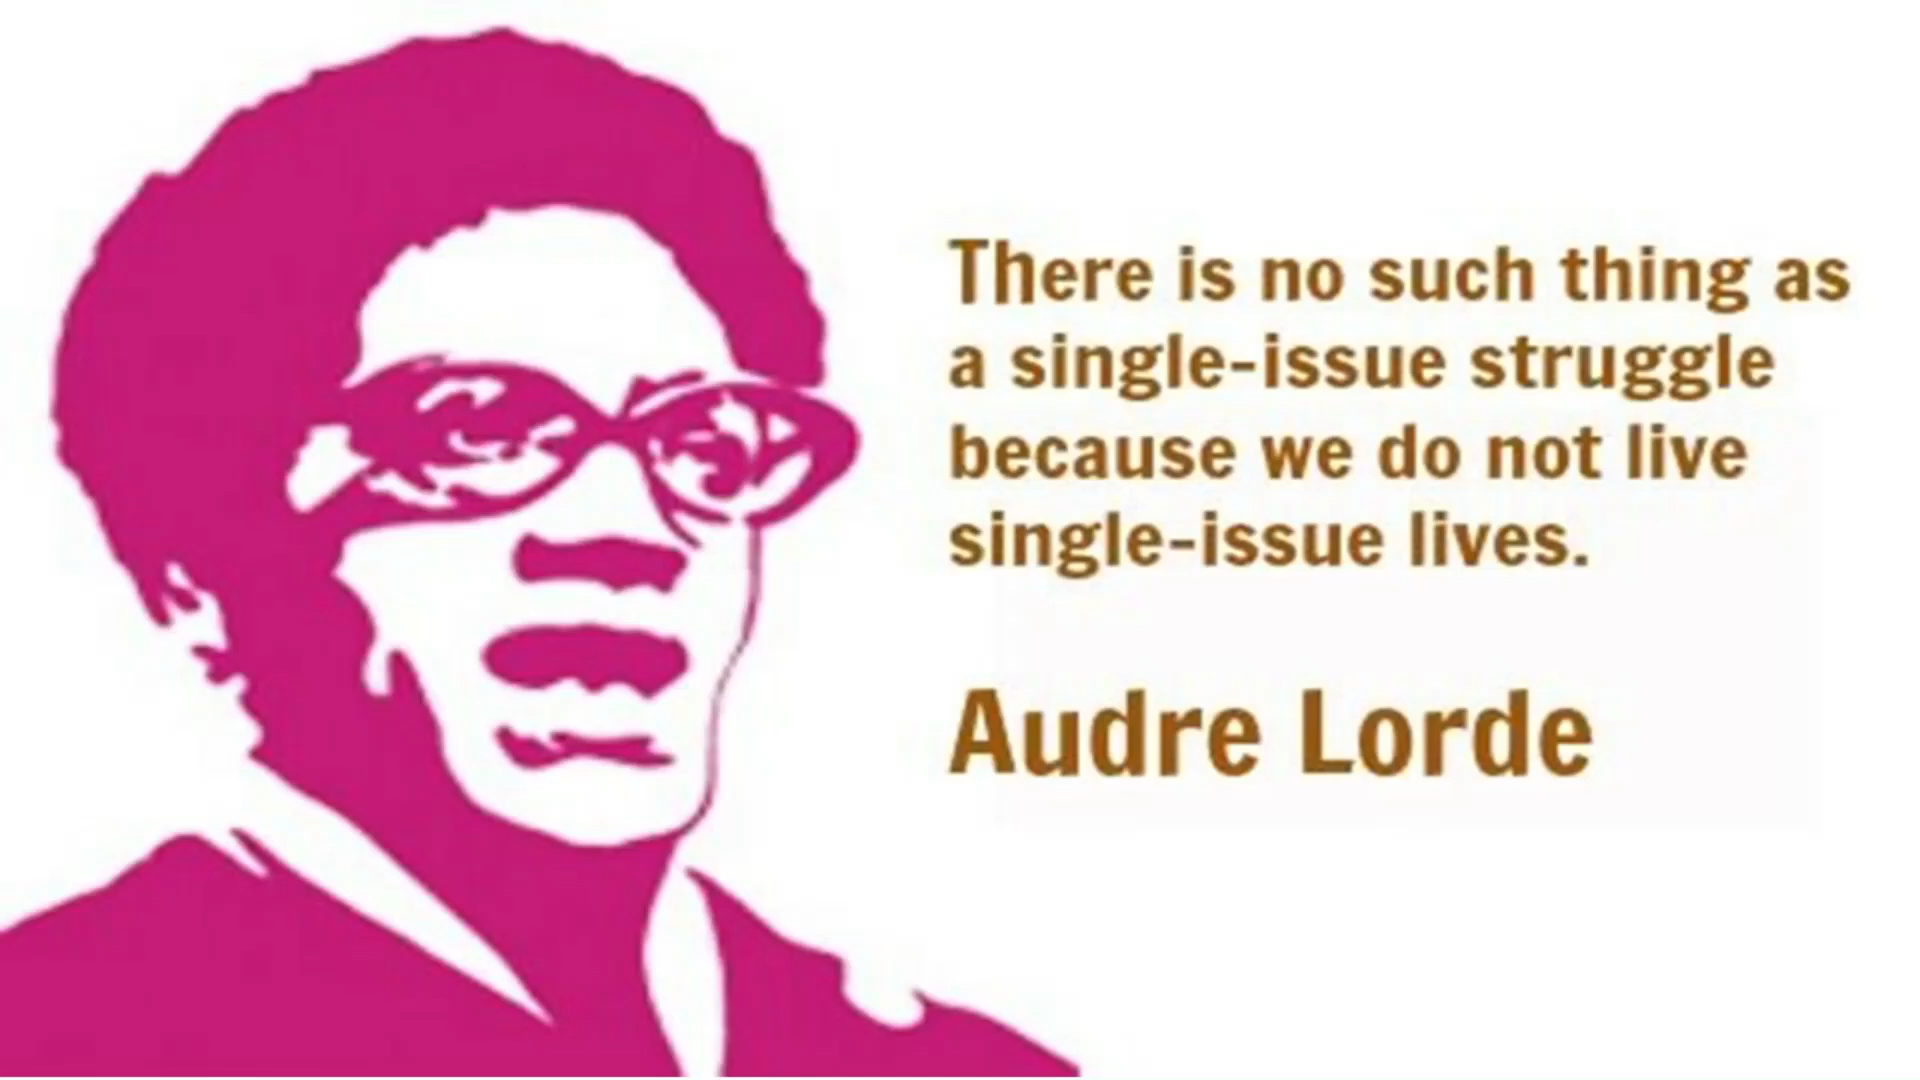 There is no such thing as
a single-issue struggle
because we do not live
single-issue lives.
Audre Lorde